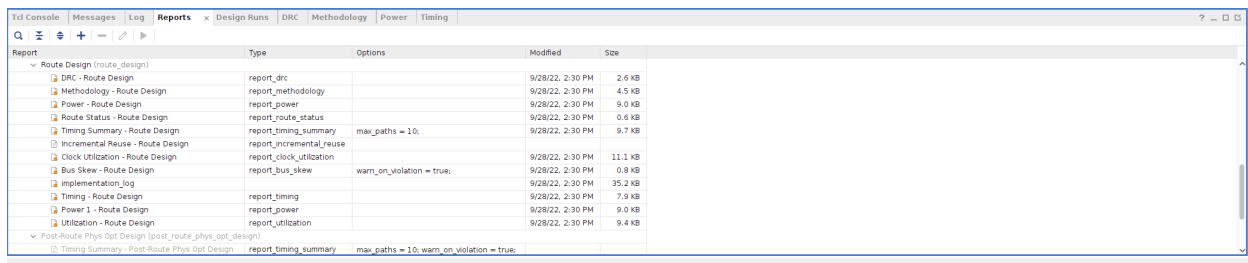 Tcl Console Messages Log Reports × Design Runs DRC Methodology Power Timing ? _
Report Type Options Modified Size
Route Design (route_design)
DRC - Route Design report_drc 9/28/22, 2:30 PM 2.6 KB
Methodology - Route Design report_methodology 9/28/22, 2:30 PM 4.5 KB
Power - Route Design report_power 9/28/22, 2:30 PM 9.0 KB
Route Status - Route Design report_route_status 9/28/22, 2:30 PM 0.6 KB
Timing Summary - Route Design report_timing_summary max_paths = 10; 9/28/22, 2:30 PM 9.7 KB
Incremental Reuse - Route Design report_incremental_reuse
Clock Utilization - Route Design report_clock_utilization 9/28/22, 2:30 PM 11.1 KB
Bus Skew - Route Design report_bus_skew warn_on_violation = true; 9/28/22, 2:30 PM 0.8 KB
implementation_log 9/28/22, 2:30 PM 35.2 KB
Timing - Route Design report_timing 9/28/22, 2:30 PM 7.9 KB
Power 1 - Route Design report_power 9/28/22, 2:30 PM 9.0 KB
Utilization - Route Design report_utilization 9/28/22, 2:30 PM 9.4 KB
Post-Route Phys Opt Design (post_route_phys_opt_design)
Timing Summary - Post-Route Phys Opt Design report_timing_summary max_paths = 10; warn_on_violation = true;